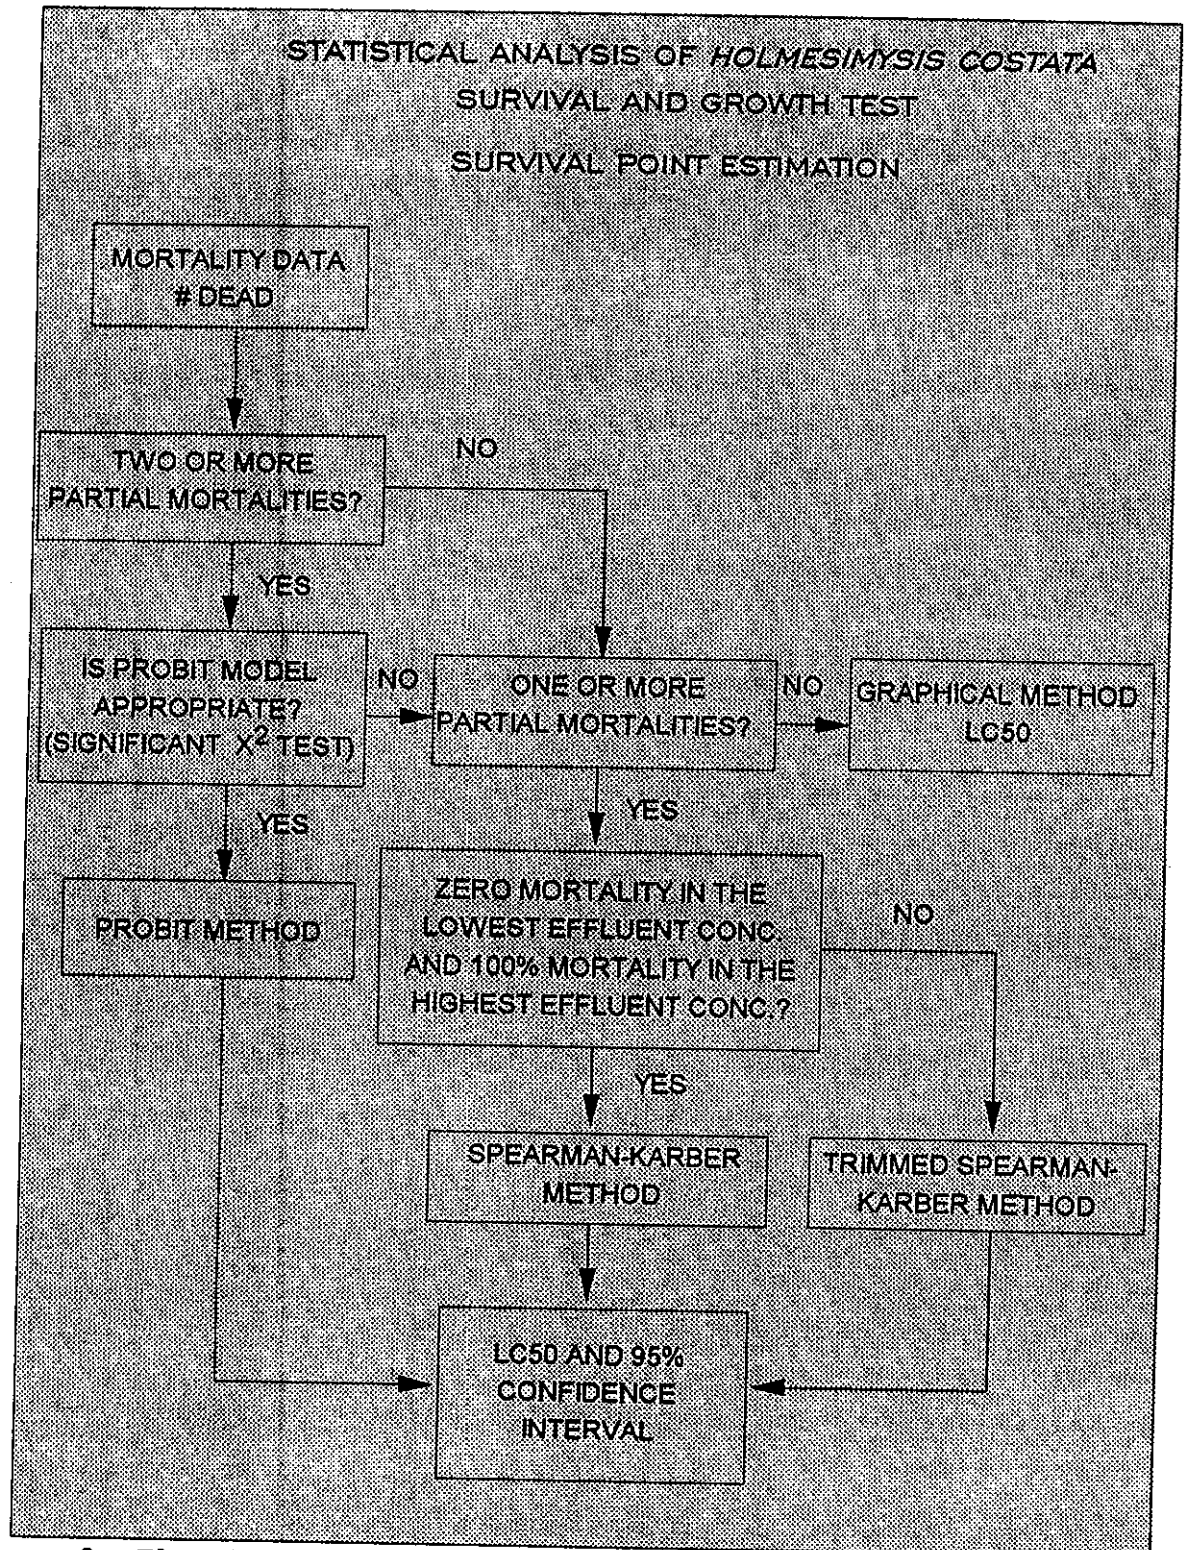 STATISTICAL ANALYSIS OF HOLMESIMYSIS COSTATA
SURVIVAL AND GROWTH TEST
SURVIVAL POINT ESTIMATION
MORTALITY DATA
# DEAD
TWO OR MORE
PARTIAL MORTALITIES?
NO
YES
IS PROBIT MODEL
APPROPRIATE?
(SIGNIFICANT X² TEST)
NO
ONE OR MORE
PARTIAL MORTALITIES?
NO
GRAPHICAL METHOD
LC50
YES
YES
PROBIT METHOD
ZERO MORTALITY IN THE
LOWEST EFFLUENT CONC.
AND 100% MORTALITY IN THE
HIGHEST EFFLUENT CONC.?
NO
YES
SPEARMAN-KARBER
METHOD
TRIMMED SPEARMAN-
KARBER METHOD
LC50 AND 95%
CONFIDENCE
INTERVAL